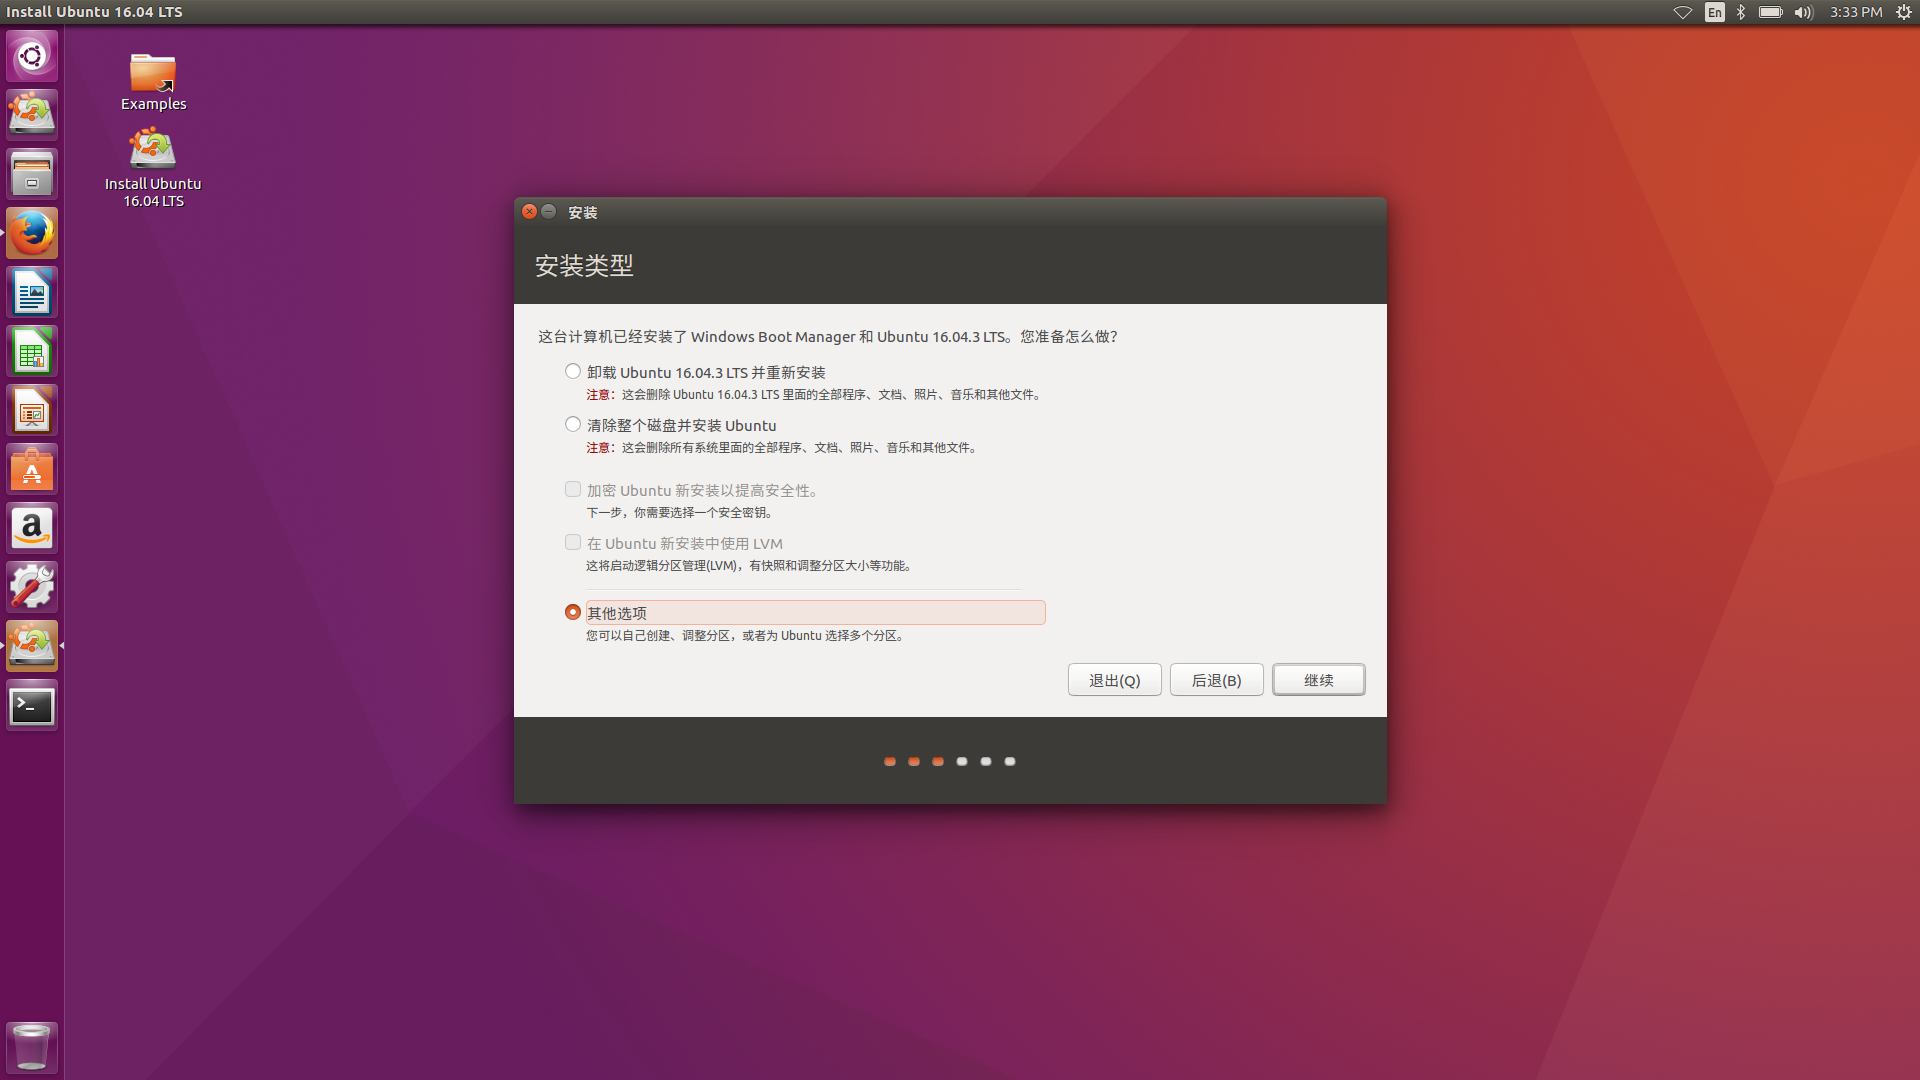 Install Ubuntu 16.04 LTS
En
3:33 PM
Examples
Install Ubuntu
16.04 LTS
安装
安装类型
这台计算机已经安装了 Windows Boot Manager 和 Ubuntu 16.04.3 LTS。您准备怎么做？
卸载 Ubuntu 16.04.3 LTS 并重新安装
注意：这会删除 Ubuntu 16.04.3 LTS 里面的全部程序、文档、照片、音乐和其他文件。
清除整个磁盘并安装 Ubuntu
注意：这会删除所有系统里面的全部程序、文档、照片、音乐和其他文件。
加密 Ubuntu 新安装以提高安全性。
下一步，你需要选择一个安全密钥。
在 Ubuntu 新安装中使用 LVM
这将启动逻辑分区管理(LVM)，有快照和调整分区大小等功能。
其他选项
您可以自己创建、调整分区，或者为 Ubuntu 选择多个分区。
退出(Q)
后退(B)
继续